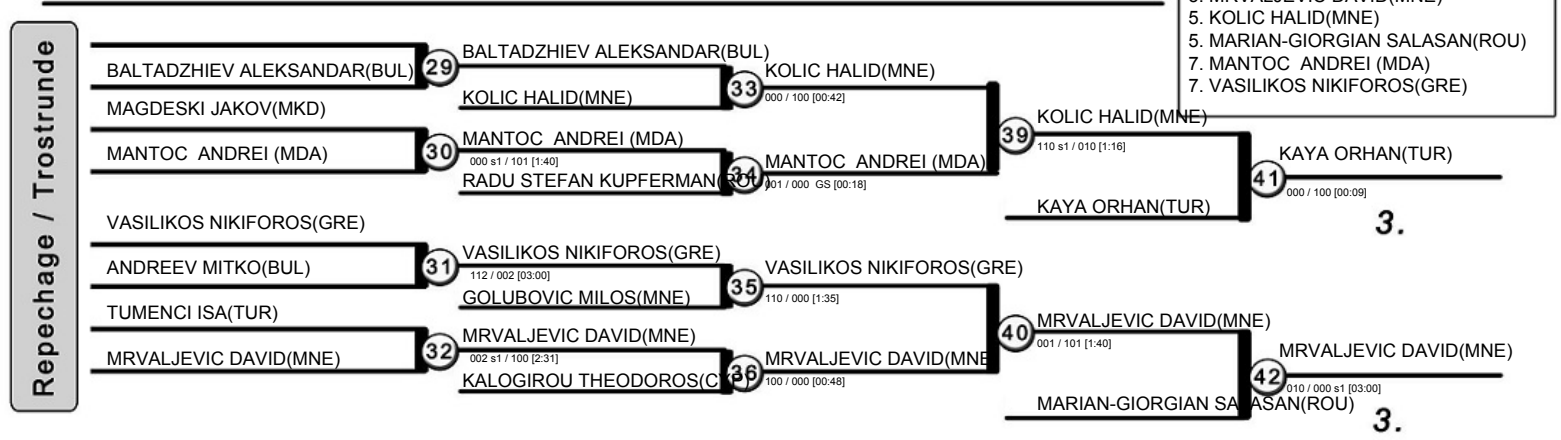 3. MRVALJEVIC DAVID(MNE)
5. KOLIC HALID(MNE)
5. MARIAN-GIORGIAN SALASAN(ROU)
7. MANTOC  ANDREI (MDA)
7. VASILIKOS NIKIFOROS(GRE)
Repechage / Trostrunde
BALTADZHIEV ALEKSANDAR(BUL)
MAGDESKI JAKOV(MKD)
MANTOC  ANDREI (MDA)
VASILIKOS NIKIFOROS(GRE)
ANDREEV MITKO(BUL)
TUMENCI ISA(TUR)
MRVALJEVIC DAVID(MNE)
29
BALTADZHIEV ALEKSANDAR(BUL)
KOLIC HALID(MNE)
30
MANTOC  ANDREI (MDA)
000 s1 / 101 [1:40]
RADU STEFAN KUPFERMAN(ROU)
31
VASILIKOS NIKIFOROS(GRE)
112 / 002 [03:00]
GOLUBOVIC MILOS(MNE)
32
MRVALJEVIC DAVID(MNE)
002 s1 / 100 [2:31]
KALOGIROU THEODOROS(CYP)
33
KOLIC HALID(MNE)
000 / 100 [00:42]
34
MANTOC  ANDREI (MDA)
001 / 000  GS [00:18]
35
VASILIKOS NIKIFOROS(GRE)
110 / 000 [1:35]
36
MRVALJEVIC DAVID(MNE
100 / 000 [00:48]
39
KOLIC HALID(MNE)
110 s1 / 010 [1:16]
KAYA ORHAN(TUR)
40
MRVALJEVIC DAVID(MNE)
001 / 101 [1:40]
MARIAN-GIORGIAN SALASAN(ROU)
41
KAYA ORHAN(TUR)
000 / 100 [00:09]
3.
42
MRVALJEVIC DAVID(MNE)
010 / 000 s1 [03:00]
3.